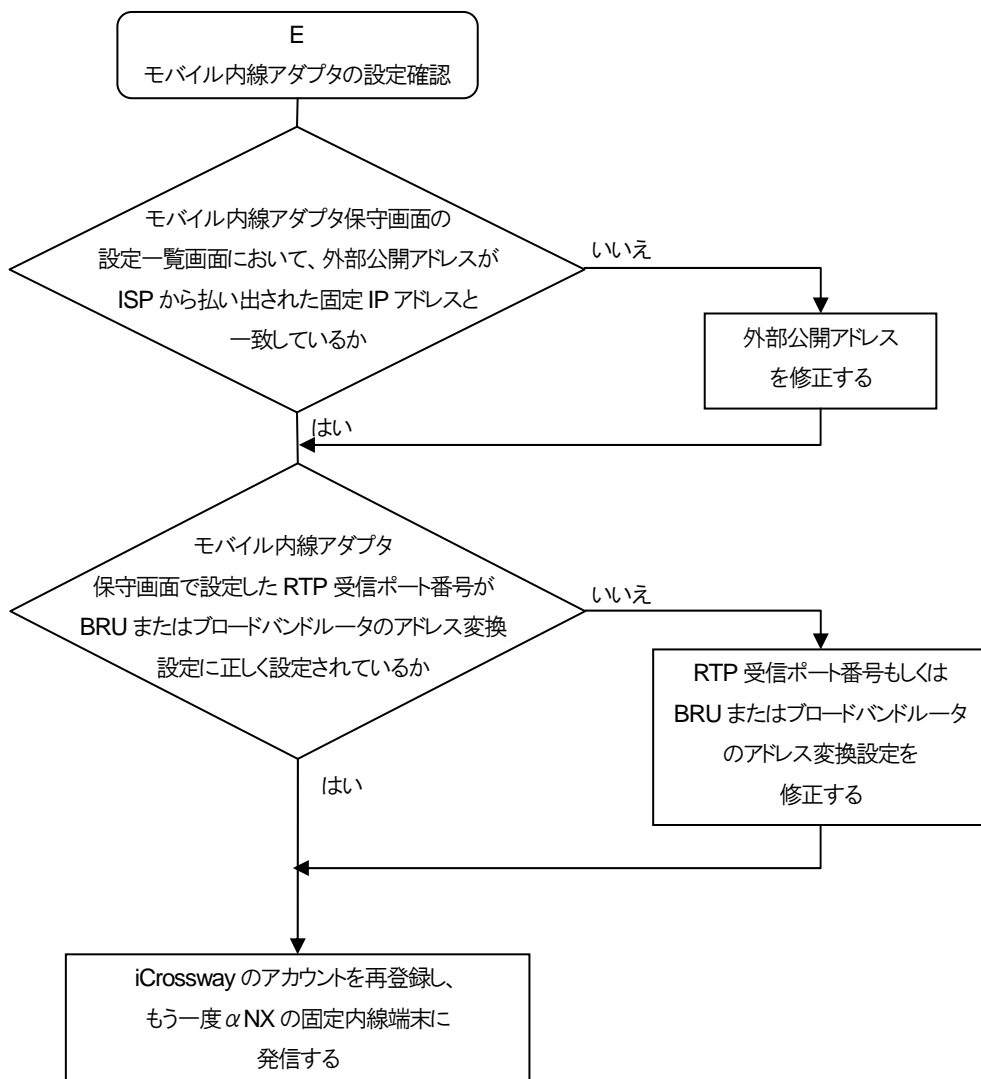 E
モバイル内線アダプタの設定確認
モバイル内線アダプタ保守画面の
設定一覧画面において、外部公開アドレスが
ISP から払い出された固定 IP アドレスと
一致しているか
いいえ
外部公開アドレス
を修正する
はい
モバイル内線アダプタ
保守画面で設定した RTP 受信ポート番号が
BRU またはブロードバンドルータのアドレス変換
設定に正しく設定されているか
いいえ
RTP 受信ポート番号もしくは
BRU またはブロードバンドルータ
のアドレス変換設定を
修正する
はい
iCrossway のアカウントを再登録し、
もう一度 αNX の固定内線端末に
発信する